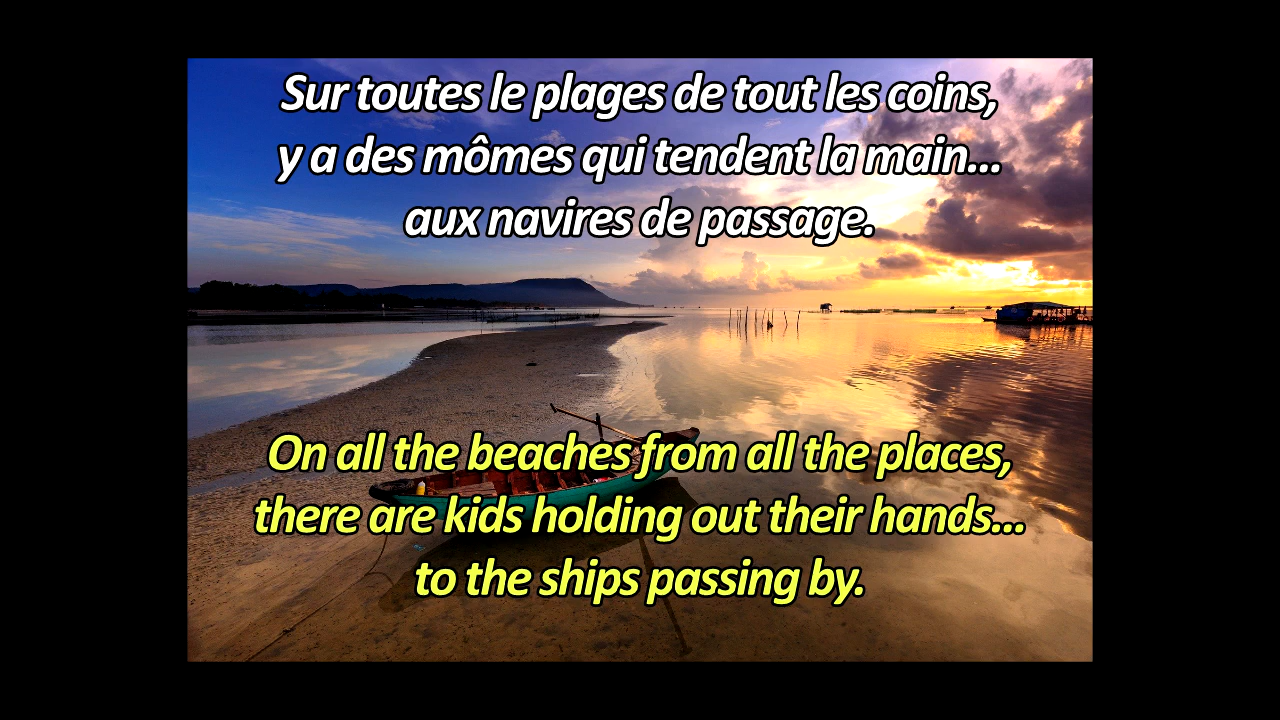 Sur toutes le plages de tout les coins,
y a des mômes qui tendent la main...
aux navires de passage.
On all the beaches from all the places,
there are kids holding out their hands...
to the ships passing by.